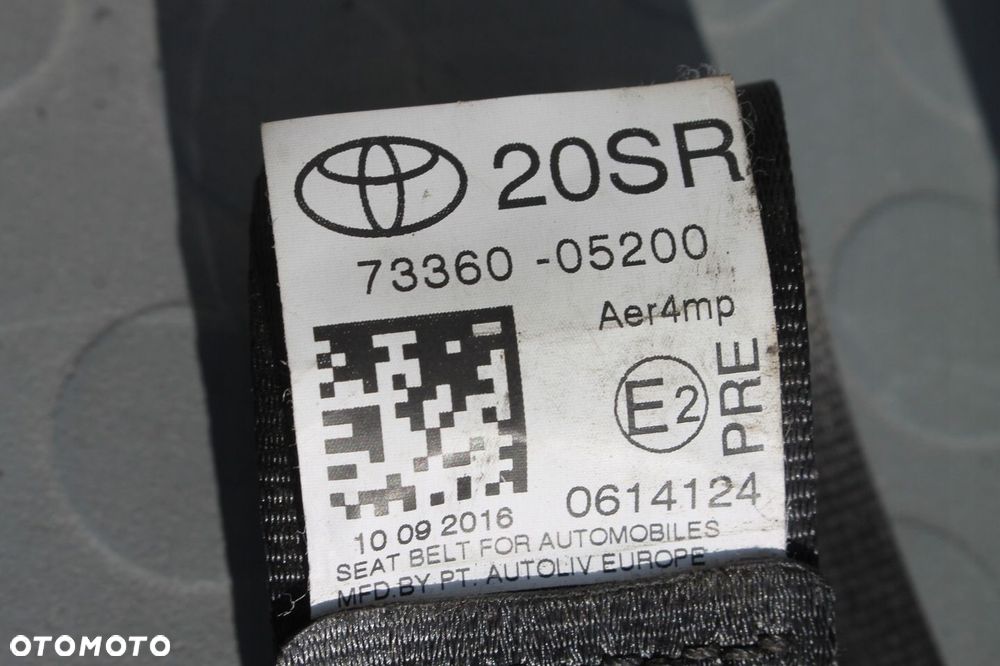 20SR
73360 -05200
Aer4mp
E2
PRE
0614124
10 09 2016
SEAT BELT FOR AUTOMOBILES
MFD.BY PT. AUTOLIV EUROPE
OTOMOTO